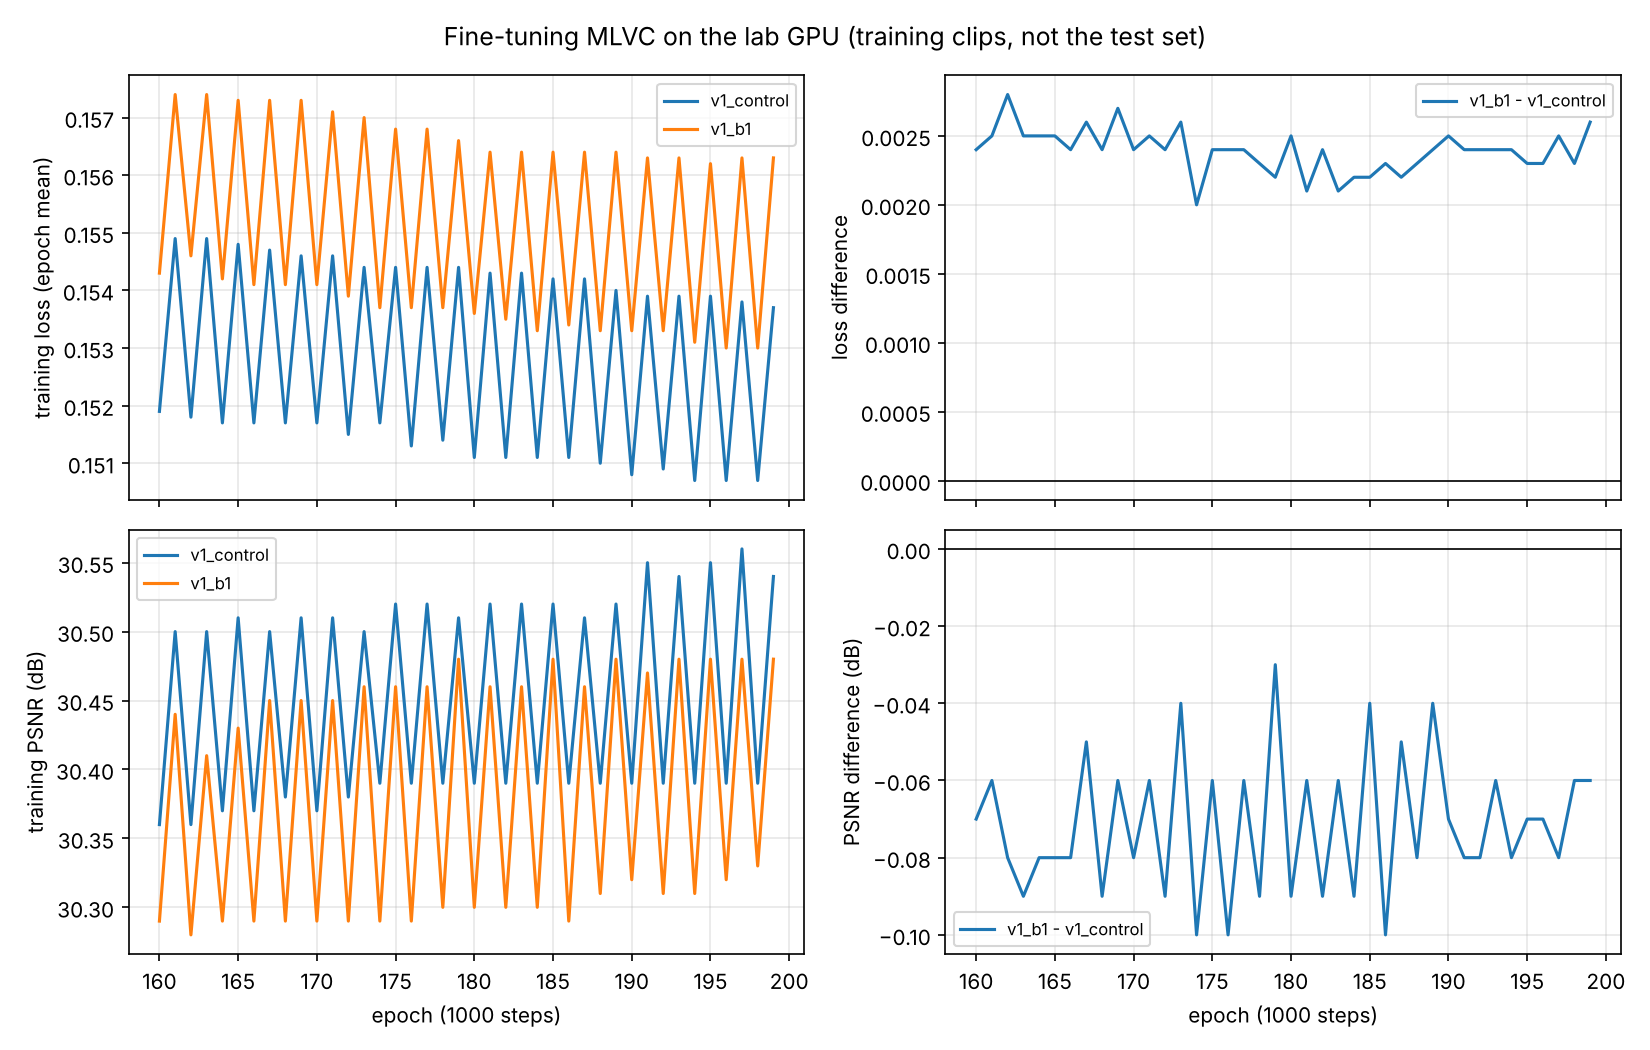 Fine-tuning MLVC on the lab GPU (training clips, not the test set)
training loss (epoch mean)
0.157
0.156
0.155
0.154
0.153
0.152
0.151
v1_control
v1_b1
loss difference
0.0025
0.0020
0.0015
0.0010
0.0005
0.0000
v1_b1 - v1_control
training PSNR (dB)
30.55
30.50
30.45
30.40
30.35
30.30
v1_control
v1_b1
160 165 170 175 180 185 190 195 200
epoch (1000 steps)
PSNR difference (dB)
0.00
−0.02
−0.04
−0.06
−0.08
−0.10
v1_b1 - v1_control
160 165 170 175 180 185 190 195 200
epoch (1000 steps)